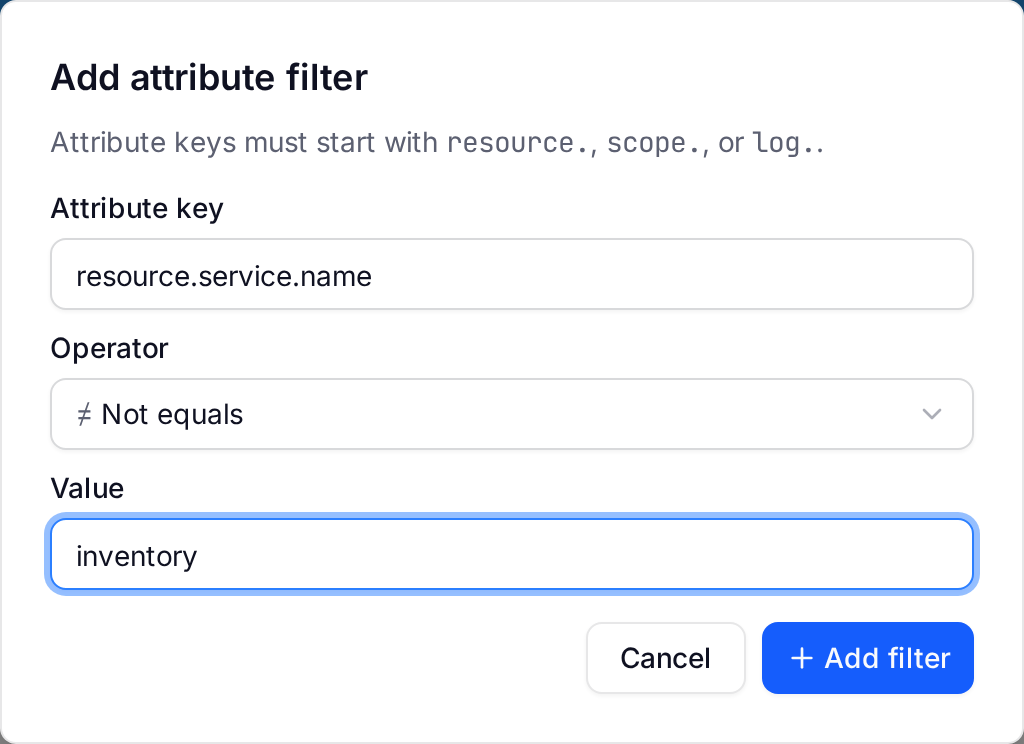 Add attribute filter
Attribute keys must start with resource., scope., or log..
Attribute key
resource.service.name
Operator
≠ Not equals
Value
inventory
Cancel
+ Add filter